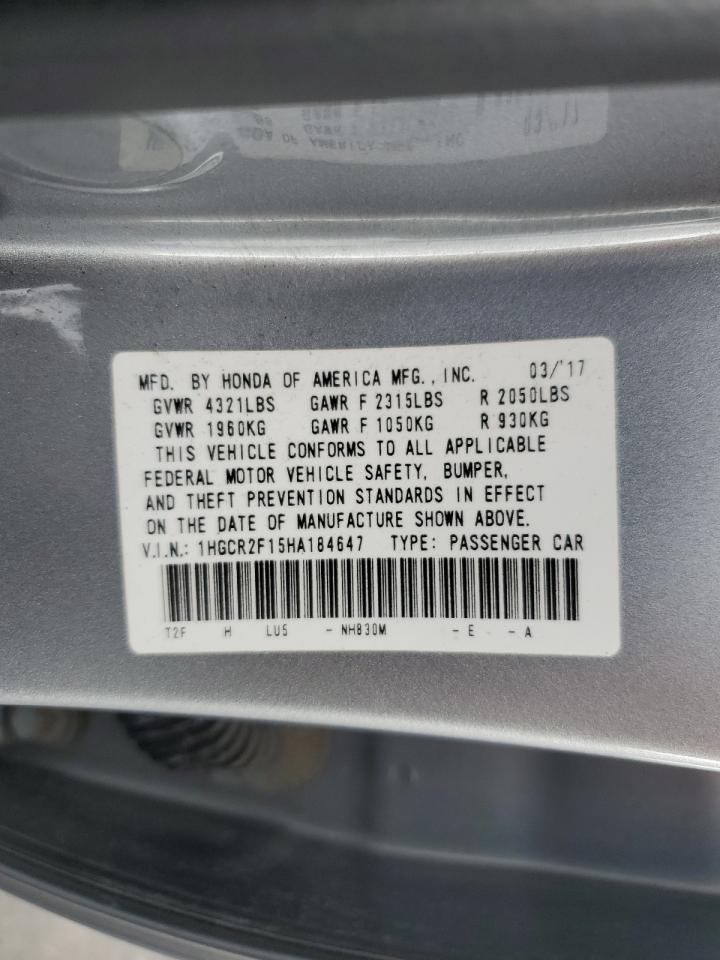 MFD. BY HONDA OF AMERICA MFG., INC. 03/'17
GVWR 4321LBS GAWR F 2315LBS R 2050LBS
GVWR 1960KG GAWR F 1050KG R 930KG
THIS VEHICLE CONFORMS TO ALL APPLICABLE
FEDERAL MOTOR VEHICLE SAFETY, BUMPER,
AND THEFT PREVENTION STANDARDS IN EFFECT
ON THE DATE OF MANUFACTURE SHOWN ABOVE.
V.I.N.: 1HGCR2F15HA184647 TYPE: PASSENGER CAR
T2F H LU5 - NH830M - E - A